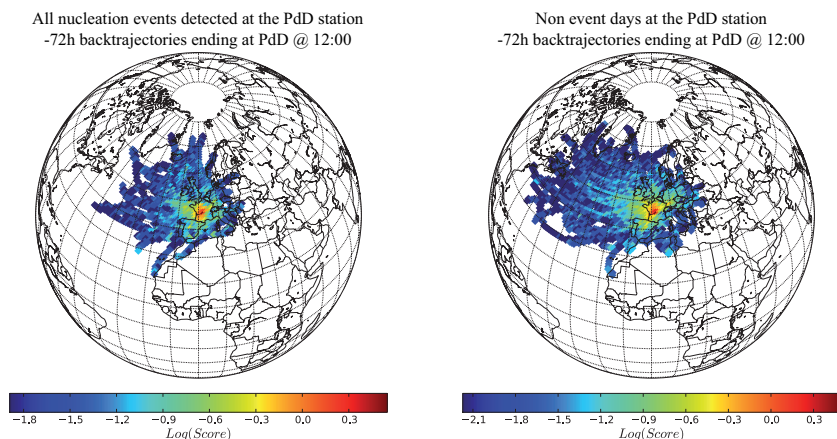 All nucleation events detected at the PdD station
-72h backtrajectories ending at PdD @ 12:00
Non event days at the PdD station
-72h backtrajectories ending at PdD @ 12:00
−1.8 −1.5 −1.2 −0.9 −0.6 −0.3 0.0 0.3
Log(Score)
−2.1 −1.8 −1.5 −1.2 −0.9 −0.6 −0.3 0.0 0.3
Log(Score)